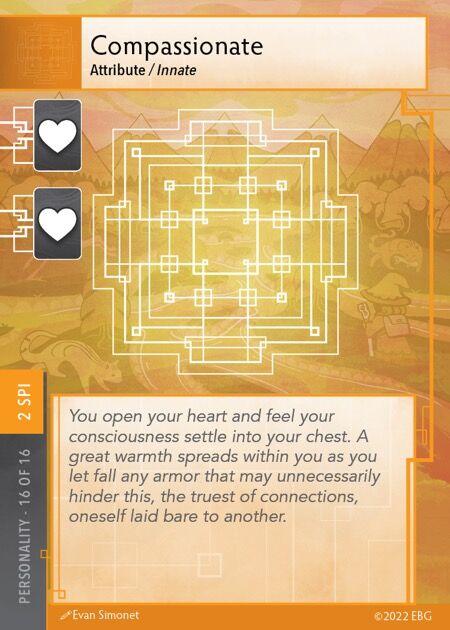 Compassionate
Attribute / Innate
2 SPI
PERSONALITY - 16 OF 16
You open your heart and feel your
consciousness settle into your chest. A
great warmth spreads within you as you
let fall any armor that may unnecessarily
hinder this, the truest of connections,
oneself laid bare to another.
Evan Simonet
©2022 EBG